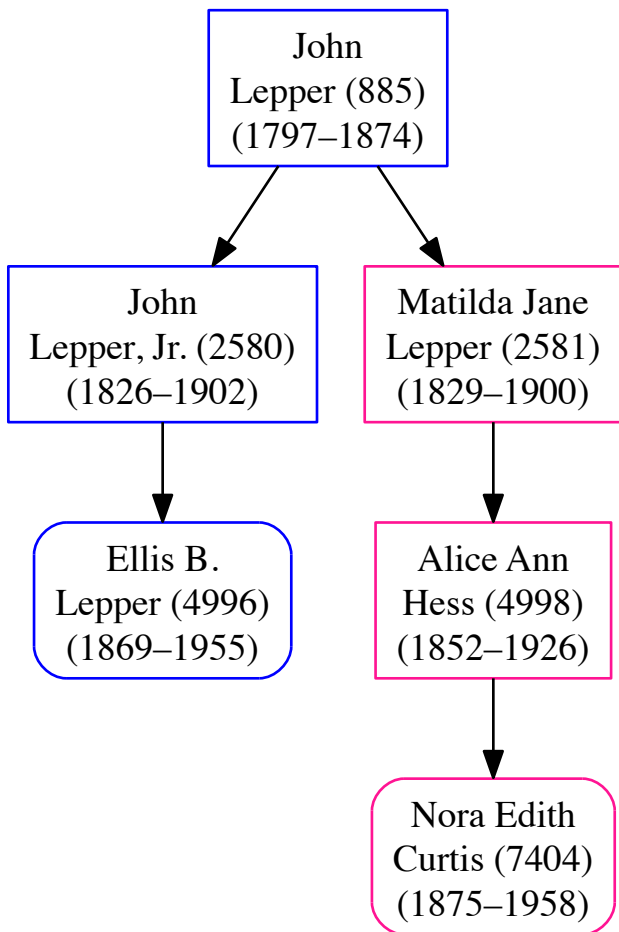 John
Lepper (885)
(1797–1874)
John
Lepper, Jr. (2580)
(1826–1902)
Matilda Jane
Lepper (2581)
(1829–1900)
Ellis B.
Lepper (4996)
(1869–1955)
Alice Ann
Hess (4998)
(1852–1926)
Nora Edith
Curtis (7404)
(1875–1958)